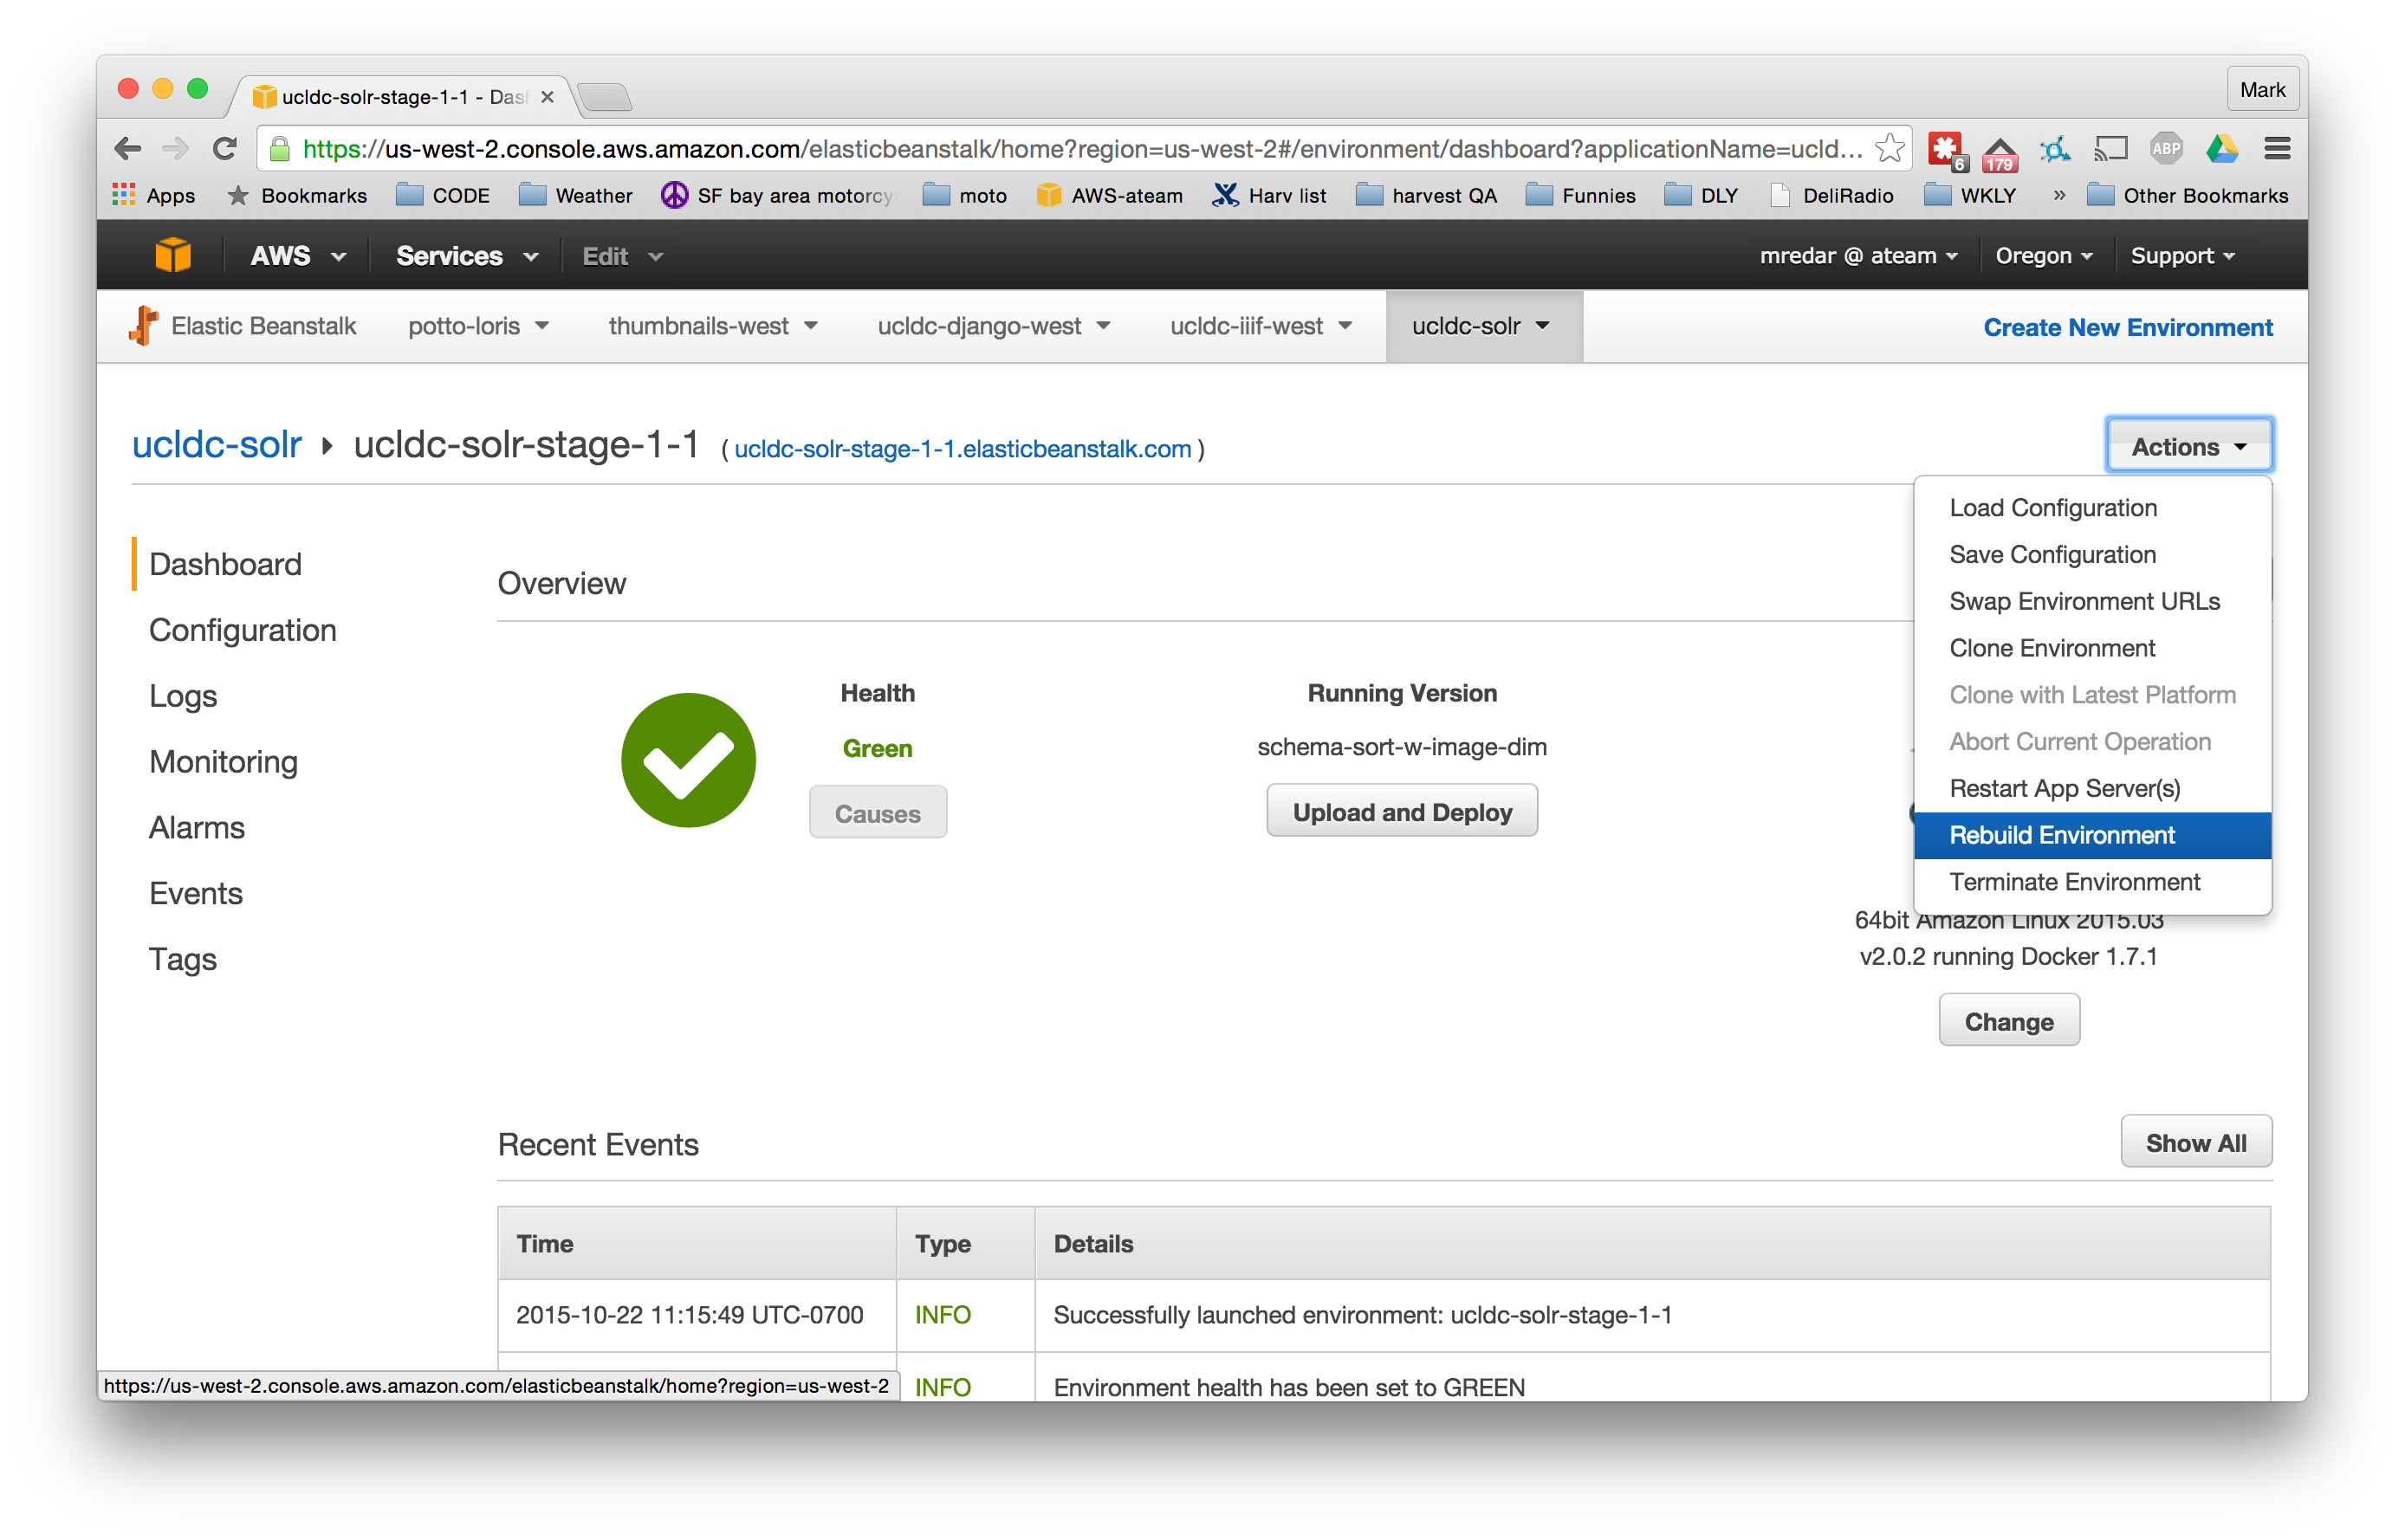 ucldc-solr-stage-1-1 - Das
Mark
https://us-west-2.console.aws.amazon.com/elasticbeanstalk/home?region=us-west-2#/environment/dashboard?applicationName=ucld...
6
179
ABP
Apps
Bookmarks
CODE
Weather
SF bay area motorcy
moto
AWS-ateam
Harv list
harvest QA
Funnies
DLY
DeliRadio
WKLY
»
Other Bookmarks
AWS
Services
Edit
mredar @ ateam
Oregon
Support
Elastic Beanstalk
potto-loris
thumbnails-west
ucldc-django-west
ucldc-iiif-west
ucldc-solr
Create New Environment
ucldc-solr
ucldc-solr-stage-1-1
( ucldc-solr-stage-1-1.elasticbeanstalk.com )
Actions
Load Configuration
Save Configuration
Swap Environment URLs
Clone Environment
Clone with Latest Platform
Abort Current Operation
Restart App Server(s)
Rebuild Environment
Terminate Environment
Dashboard
Configuration
Logs
Monitoring
Alarms
Events
Tags
Overview
Health
Green
Causes
Running Version
schema-sort-w-image-dim
Upload and Deploy
64bit Amazon Linux 2015.03
v2.0.2 running Docker 1.7.1
Change
Recent Events
Show All
Time
Type
Details
2015-10-22 11:15:49 UTC-0700
INFO
Successfully launched environment: ucldc-solr-stage-1-1
INFO
Environment health has been set to GREEN
https://us-west-2.console.aws.amazon.com/elasticbeanstalk/home?region=us-west-2